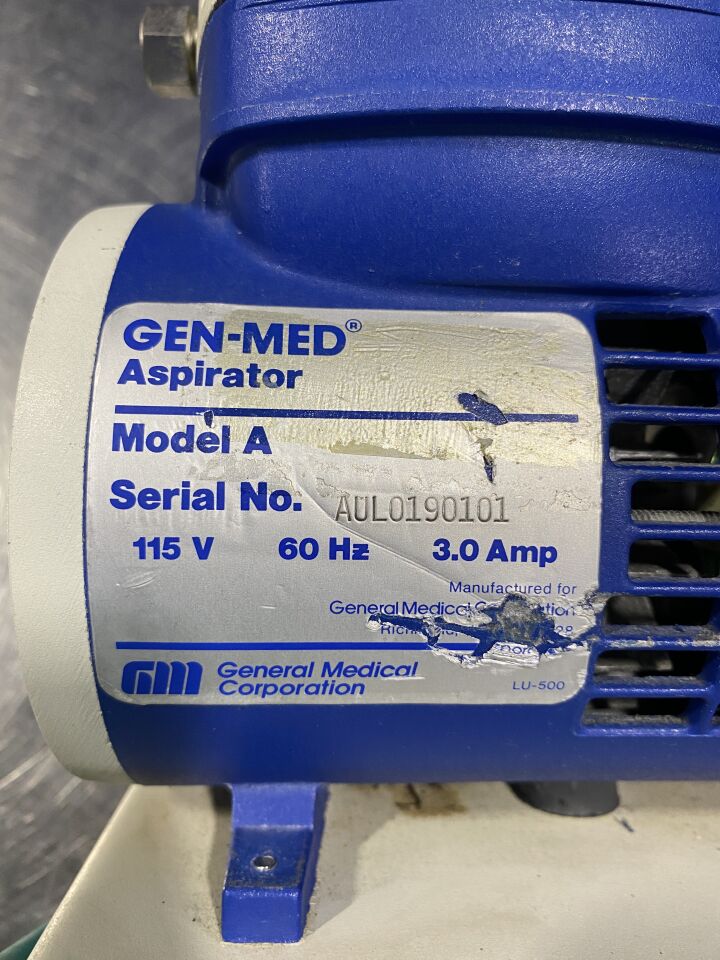 GEN-MED®
Aspirator
Model A
Serial No. AUL0190101
115 V 60 Hz 3.0 Amp
Manufactured for
General Medical
GM General Medical
Corporation
LU-500